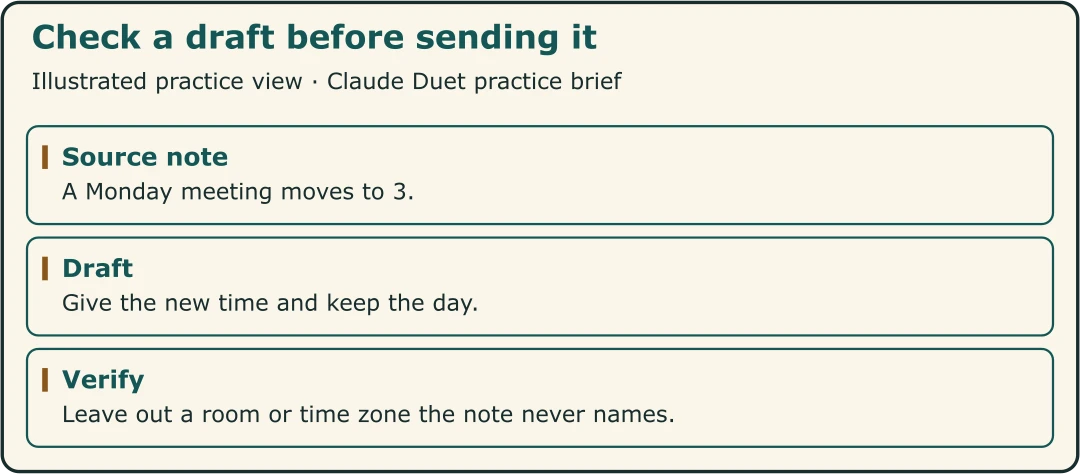 Check a draft before sending it
Illustrated practice view · Claude Duet practice brief
Source note
A Monday meeting moves to 3.
Draft
Give the new time and keep the day.
Verify
Leave out a room or time zone the note never names.